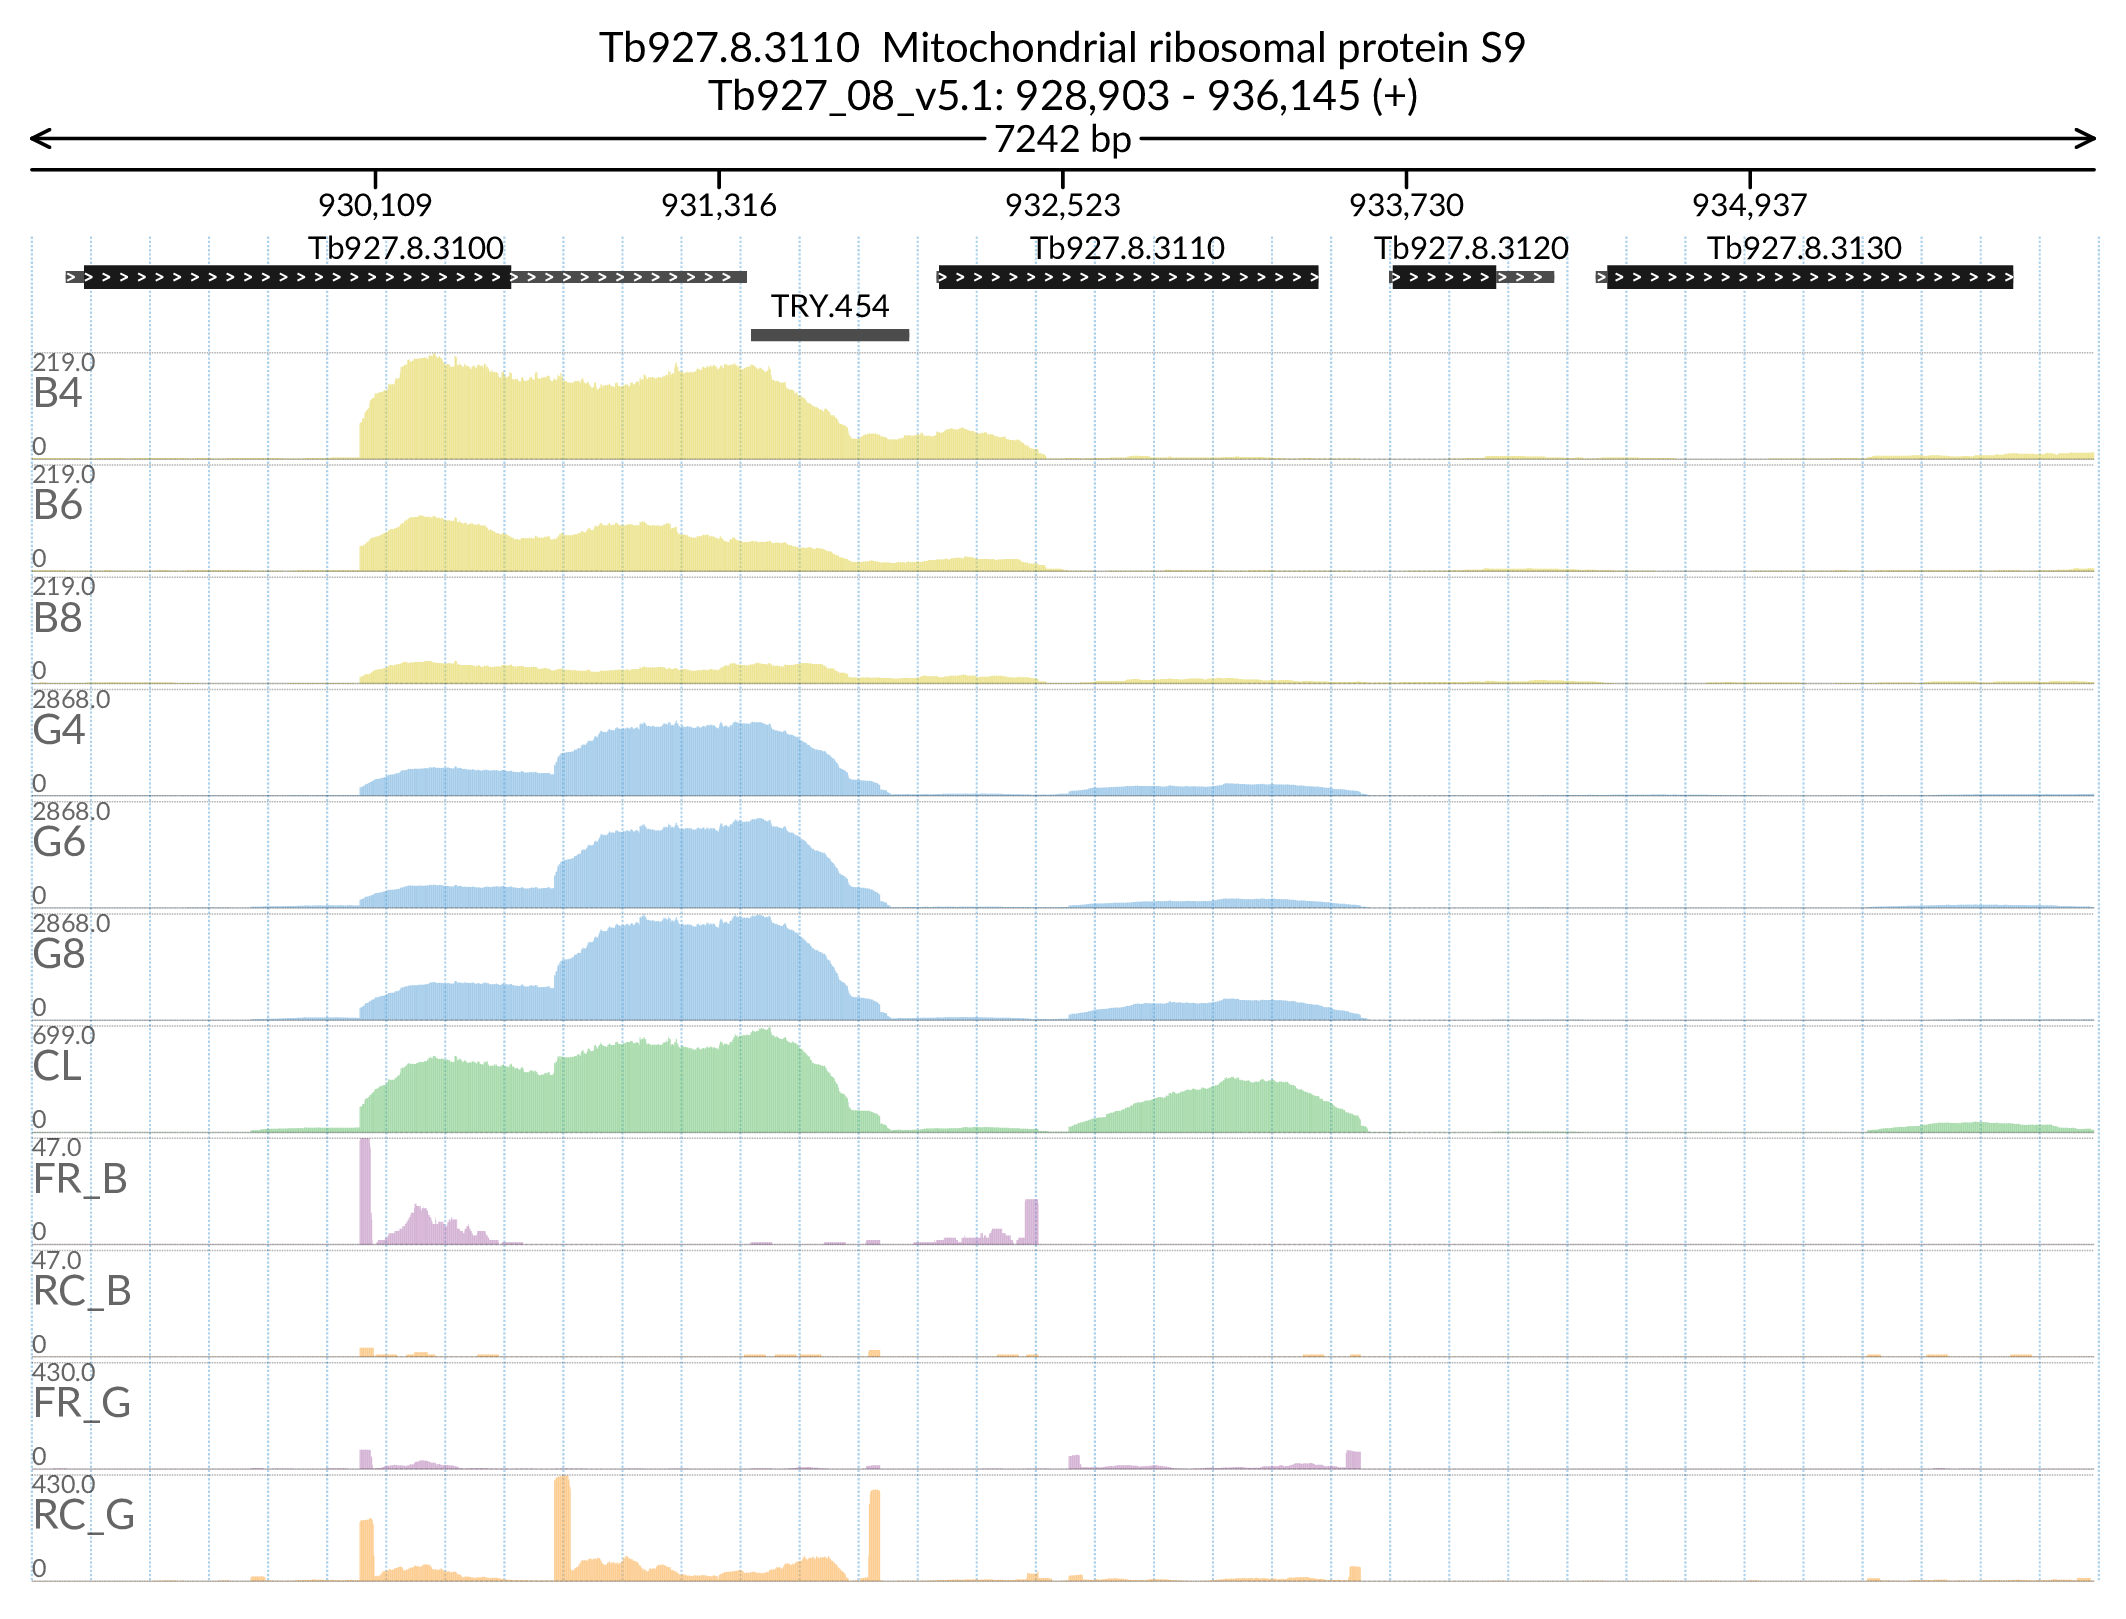 Tb927.8.3110  Mitochondrial ribosomal protein S9
Tb927_08_v5.1: 928,903 - 936,145 (+)
7242 bp
930,109 931,316 932,523 933,730 934,937
Tb927.8.3100 Tb927.8.3110 Tb927.8.3120 Tb927.8.3130
TRY.454
219.0
B4
0
219.0
B6
0
219.0
B8
0
2868.0
G4
0
2868.0
G6
0
2868.0
G8
0
699.0
CL
0
47.0
FR_B
0
47.0
RC_B
0
430.0
FR_G
0
430.0
RC_G
0